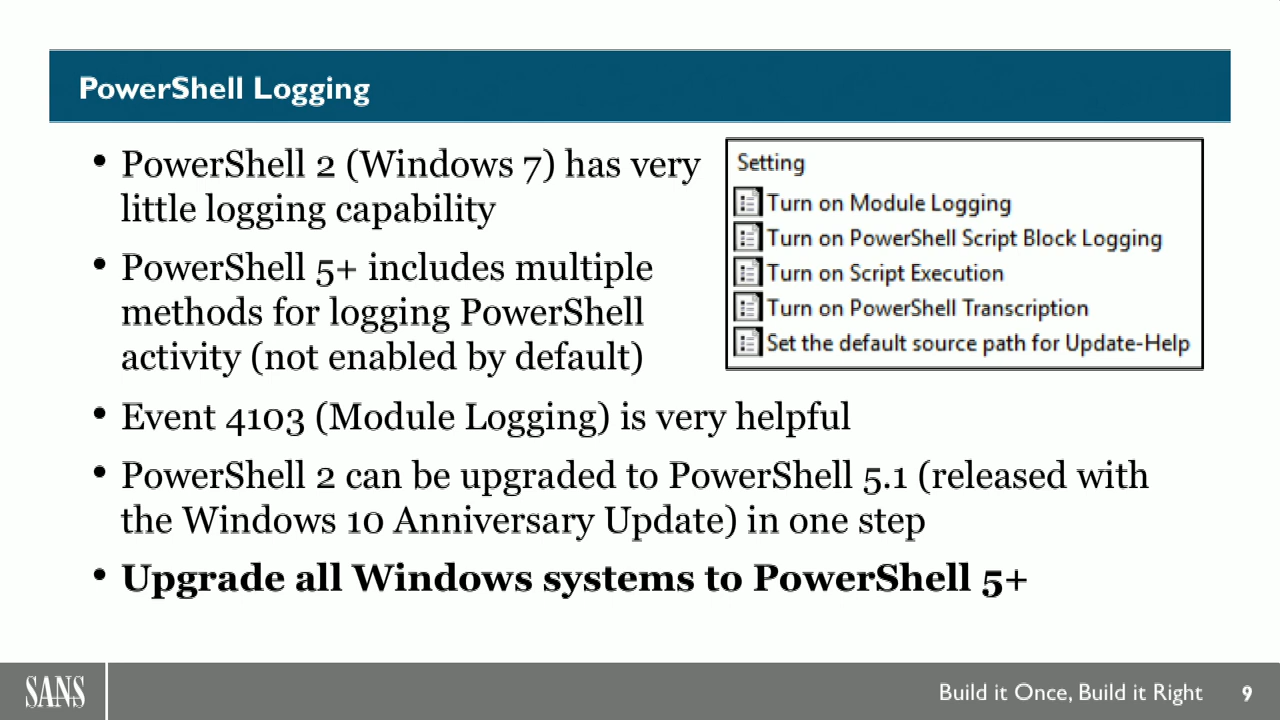 PowerShell Logging
• PowerShell 2 (Windows 7) has very
little logging capability
• PowerShell 5+ includes multiple
methods for logging PowerShell
activity (not enabled by default)
Setting
Turn on Module Logging
Turn on PowerShell Script Block Logging
Turn on Script Execution
Turn on PowerShell Transcription
Set the default source path for Update-Help
• Event 4103 (Module Logging) is very helpful
• PowerShell 2 can be upgraded to PowerShell 5.1 (released with
the Windows 10 Anniversary Update) in one step
• Upgrade all Windows systems to PowerShell 5+
SANS
Build it Once, Build it Right
9